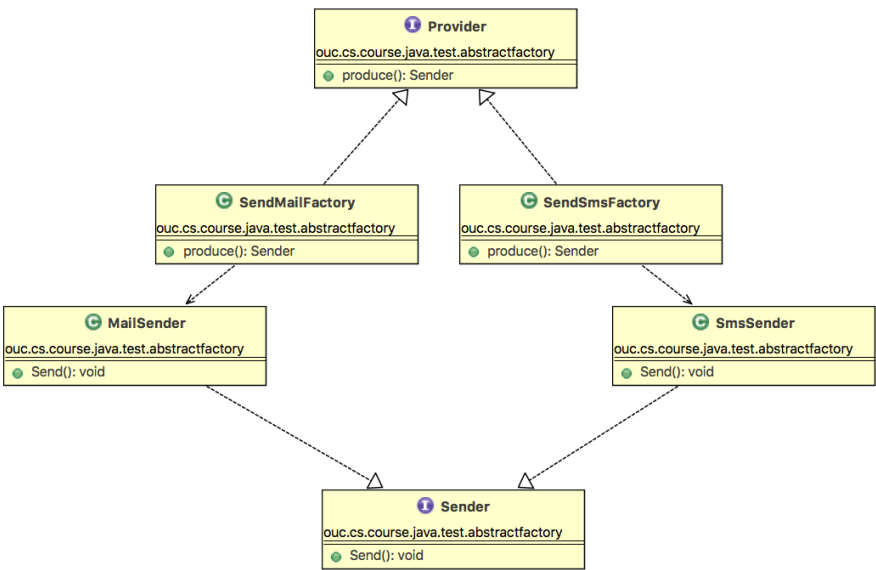 I Provider
ouc.cs.course.java.test.abstractfactory
produce(): Sender
C SendMailFactory
ouc.cs.course.java.test.abstractfactory
produce(): Sender
C SendSmsFactory
ouc.cs.course.java.test.abstractfactory
produce(): Sender
C MailSender
ouc.cs.course.java.test.abstractfactory
Send(): void
C SmsSender
ouc.cs.course.java.test.abstractfactory
Send(): void
I Sender
ouc.cs.course.java.test.abstractfactory
Send(): void